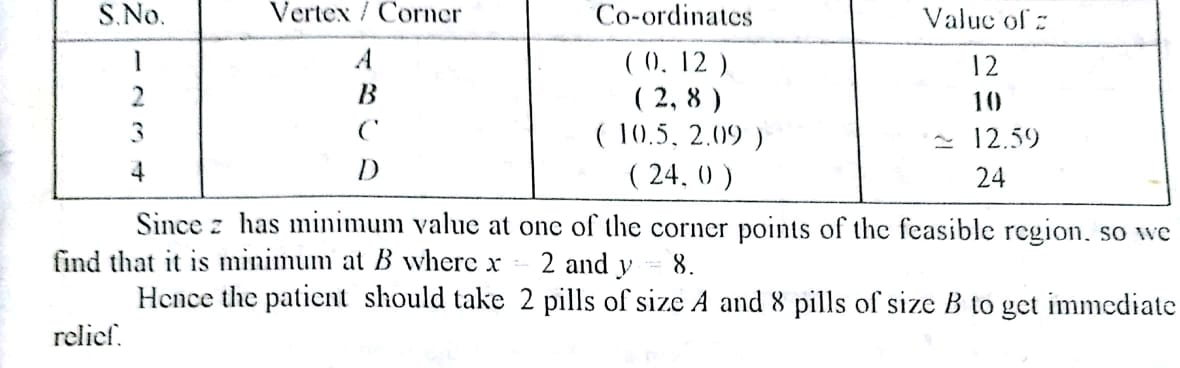 S.No. Vertex / Corner Co-ordinates Value of z
1 A ( 0, 12 ) 12
2 B ( 2, 8 ) 10
3 C ( 10.5, 2.09 ) ≃ 12.59
4 D ( 24, 0 ) 24
Since z has minimum value at one of the corner points of the feasible region. so we
find that it is minimum at B where x = 2 and y = 8.
Hence the patient should take 2 pills of size A and 8 pills of size B to get immediate
relief.